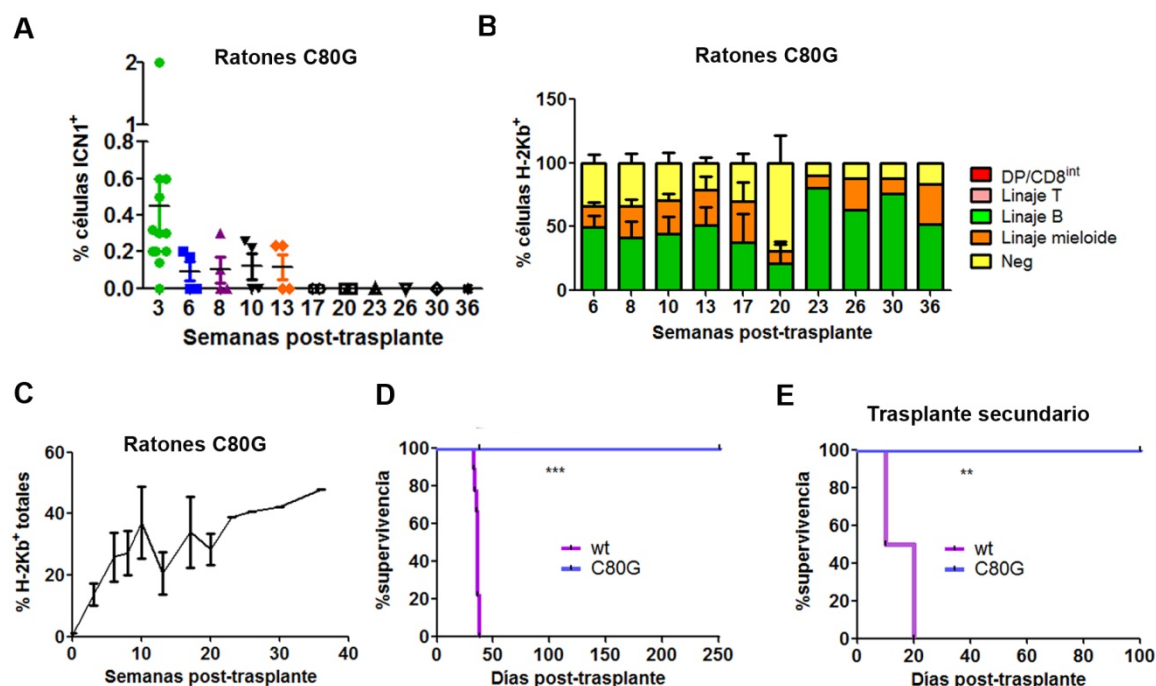 A
Ratones C80G
% células ICN1+
2
1
0.8
0.6
0.4
0.2
0.0
3 6 8 10 13 17 20 23 26 30 36
Semanas post-trasplante
B
Ratones C80G
% células H-2Kb+
150
100
50
0
6 8 10 13 17 20 23 26 30 36
Semanas post-trasplante
DP/CD8int
Linaje T
Linaje B
Linaje mieloide
Neg
C
Ratones C80G
% H-2Kb+ totales
60
40
20
0
0 10 20 30 40
Semanas post-trasplante
D
%supervivencia
100
80
60
40
20
0
***
wt
C80G
0 50 100 150 200 250
Días post-trasplante
E
Trasplante secundario
%supervivencia
100
80
60
40
20
0
**
wt
C80G
0 20 40 60 80 100
Días post-trasplante